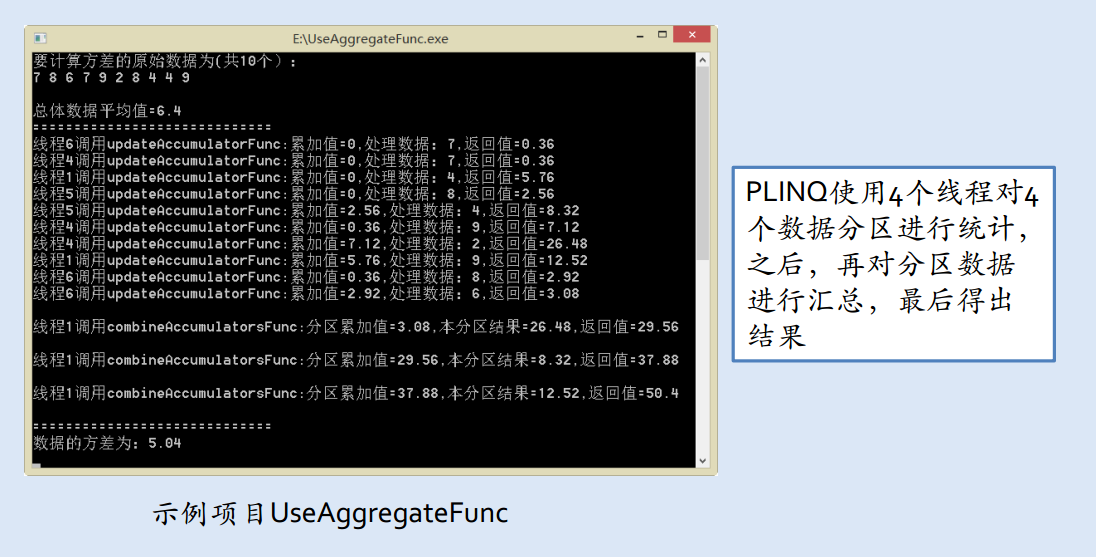 E:\UseAggregateFunc.exe
要计算方差的原始数据为(共10个）：
7 8 6 7 9 2 8 4 4 9
总体数据平均值=6.4
=============================
线程6调用updateAccumulatorFunc:累加值=0,处理数据：7,返回值=0.36
线程4调用updateAccumulatorFunc:累加值=0,处理数据：7,返回值=0.36
线程1调用updateAccumulatorFunc:累加值=0,处理数据：4,返回值=5.76
线程5调用updateAccumulatorFunc:累加值=0,处理数据：8,返回值=2.56
线程5调用updateAccumulatorFunc:累加值=2.56,处理数据：4,返回值=8.32
线程4调用updateAccumulatorFunc:累加值=0.36,处理数据：9,返回值=7.12
线程4调用updateAccumulatorFunc:累加值=7.12,处理数据：2,返回值=26.48
线程1调用updateAccumulatorFunc:累加值=5.76,处理数据：9,返回值=12.52
线程6调用updateAccumulatorFunc:累加值=0.36,处理数据：8,返回值=2.92
线程6调用updateAccumulatorFunc:累加值=2.92,处理数据：6,返回值=3.08
线程1调用combineAccumulatorsFunc:分区累加值=3.08,本分区结果=26.48,返回值=29.56
线程1调用combineAccumulatorsFunc:分区累加值=29.56,本分区结果=8.32,返回值=37.88
线程1调用combineAccumulatorsFunc:分区累加值=37.88,本分区结果=12.52,返回值=50.4
=============================
数据的方差为：5.04
PLINQ使用4个线程对4
个数据分区进行统计，
之后，再对分区数据
进行汇总，最后得出
结果
示例项目UseAggregateFunc